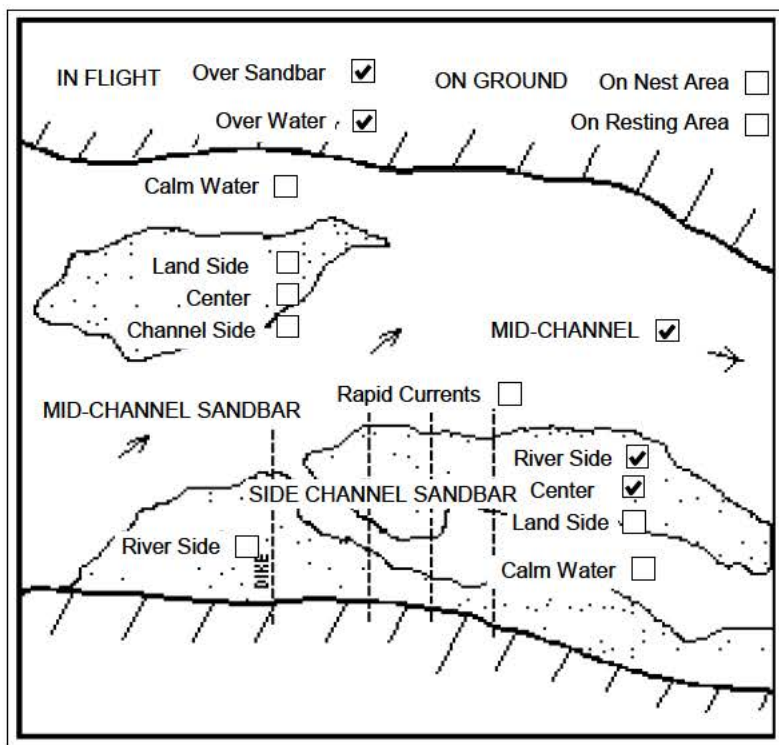 IN FLIGHT Over Sandbar ON GROUND On Nest Area
Over Water On Resting Area
Calm Water
Land Side
Center
Channel Side
MID-CHANNEL
Rapid Currents
MID-CHANNEL SANDBAR
River Side
SIDE CHANNEL SANDBAR Center
Land Side
River Side
DIKE
Calm Water